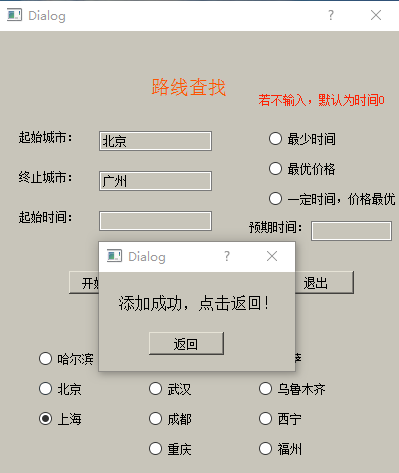 Dialog
路线查找
若不输入，默认为时间0
起始城市： 北京
最少时间
最优价格
终止城市： 广州
一定时间，价格最优
起始时间：
预期时间：
Dialog
退出
添加成功，点击返回！
返回
哈尔滨
北京 武汉 乌鲁木齐
上海 成都 西宁
重庆 福州